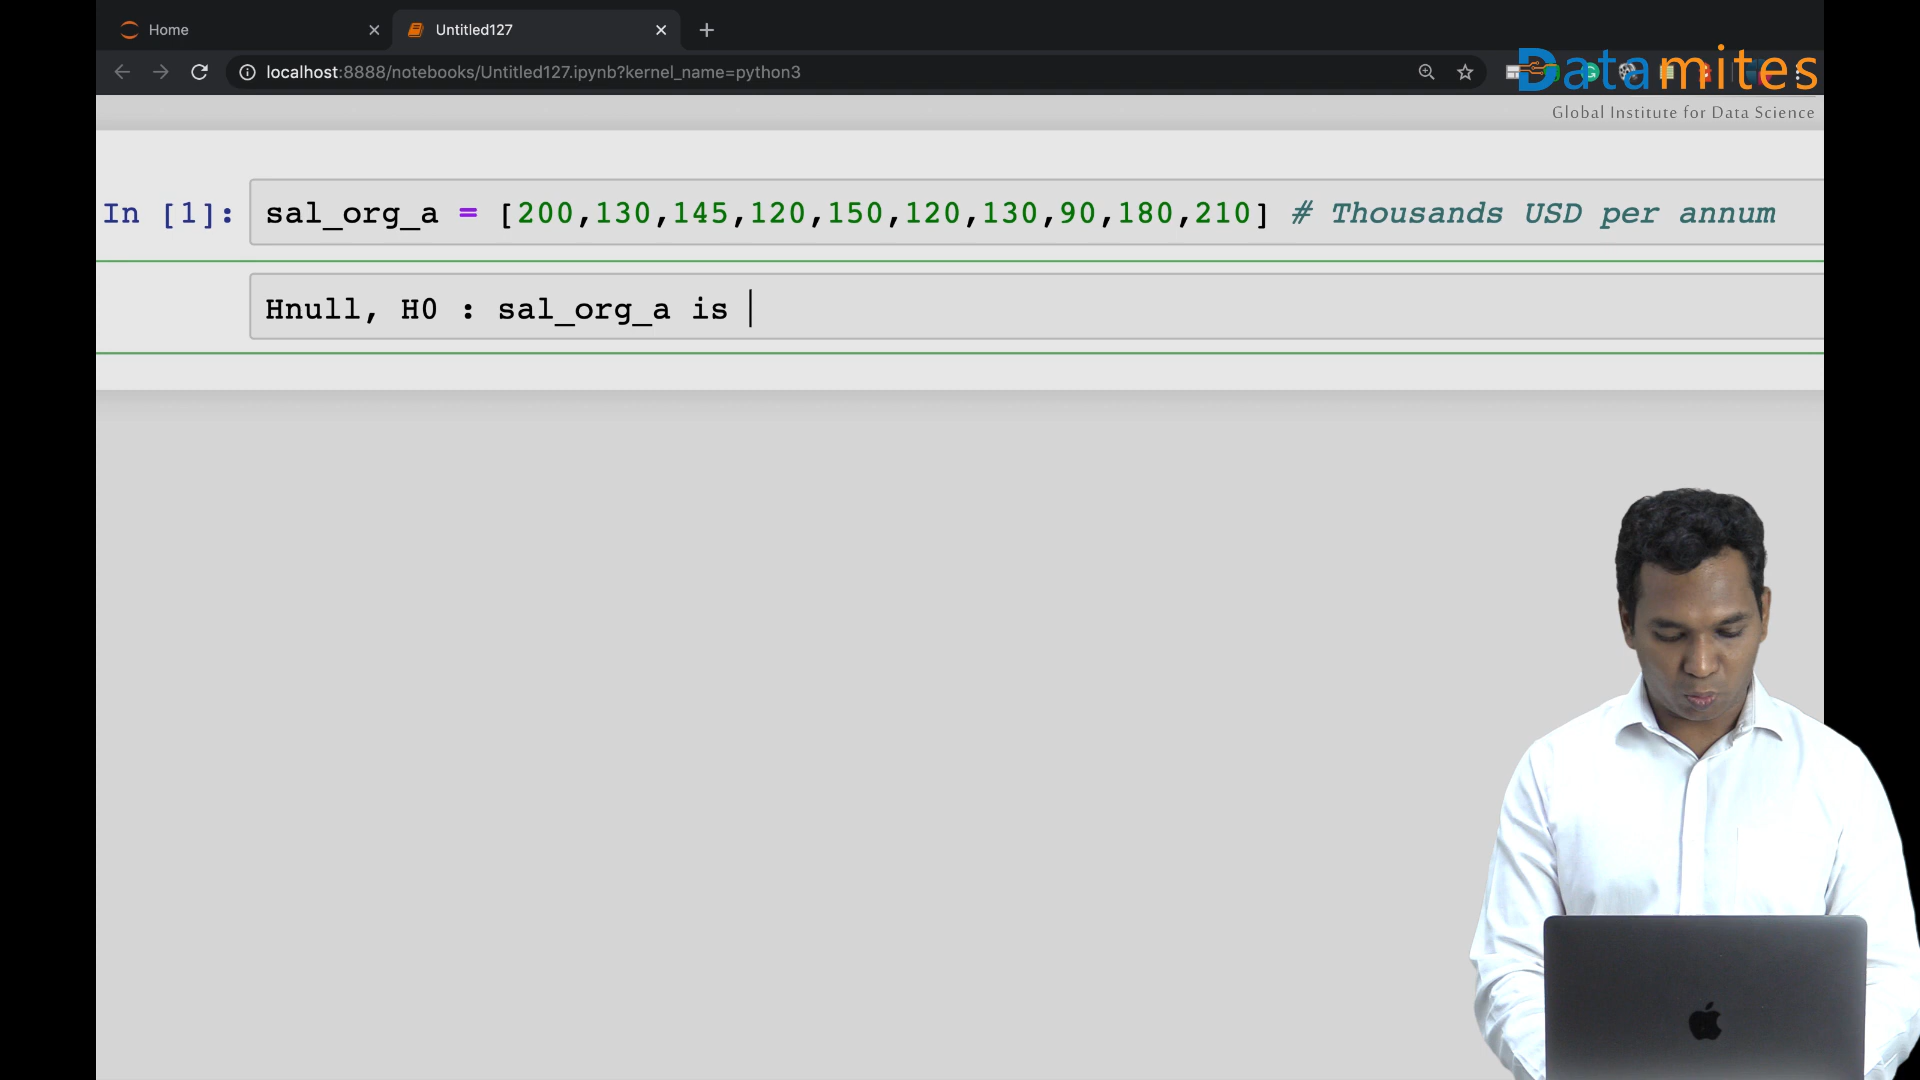 Home
Untitled127
localhost:8888/notebooks/Untitled127.ipynb?kernel_name=python3
Datamites
Global Institute for Data Science
In [1]: sal_org_a = [200,130,145,120,150,120,130,90,180,210] # Thousands USD per annum
Hnull, H0 : sal_org_a is